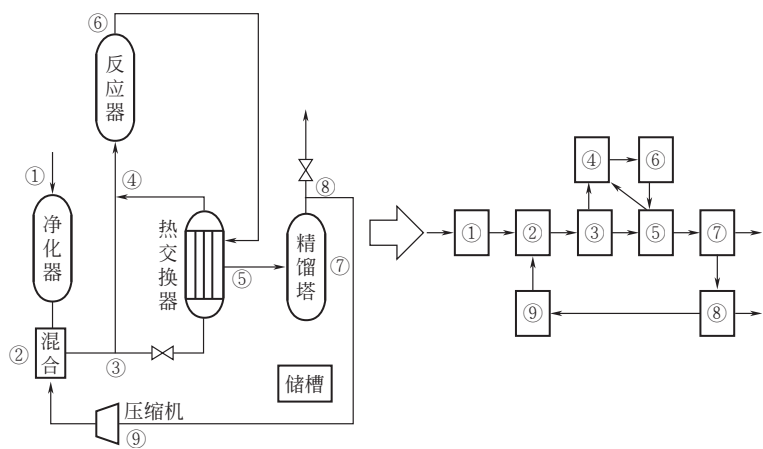 ⑥
反应器
①
④
净化器
热交换器
⑤
⑧
精馏塔
⑦
②
混合
③
储槽
压缩机
⑨
④
⑥
①
②
③
⑤
⑦
⑨
⑧